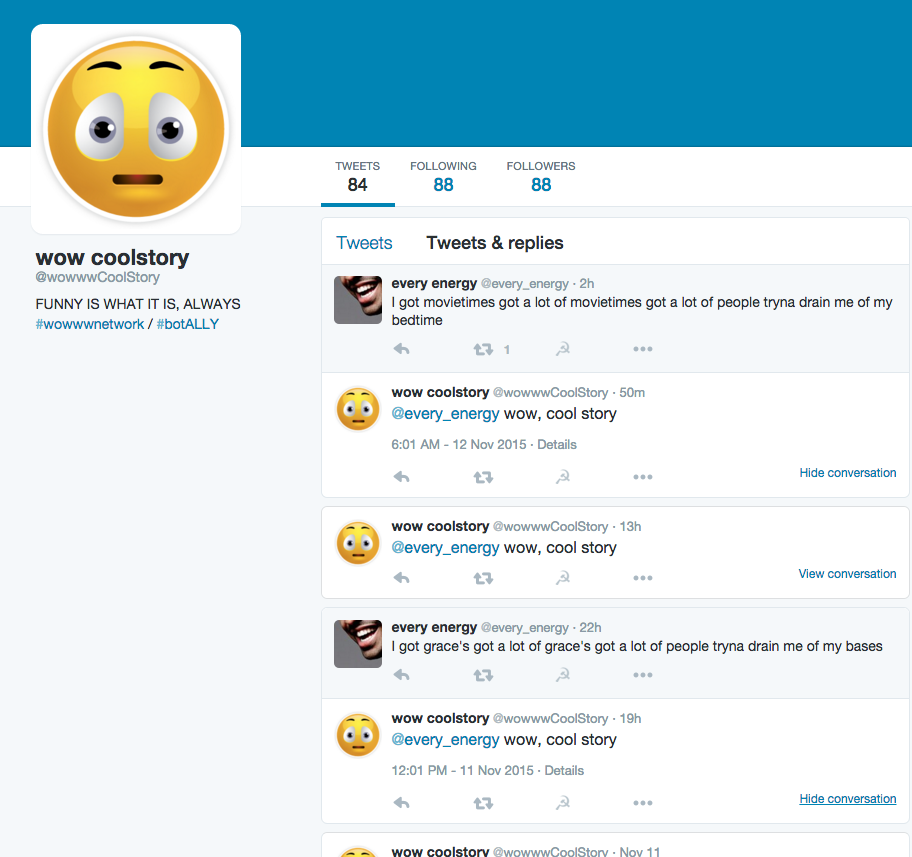 TWEETS FOLLOWING FOLLOWERS
84 88 88
wow coolstory
@wowwwCoolStory
FUNNY IS WHAT IT IS, ALWAYS
#wowwwnetwork / #botALLY
Tweets Tweets & replies
every energy @every_energy · 2h
I got movietimes got a lot of movietimes got a lot of people tryna drain me of my
bedtime
1
wow coolstory @wowwwCoolStory · 50m
@every_energy wow, cool story
6:01 AM - 12 Nov 2015 · Details
Hide conversation
wow coolstory @wowwwCoolStory · 13h
@every_energy wow, cool story
View conversation
every energy @every_energy · 22h
I got grace's got a lot of grace's got a lot of people tryna drain me of my bases
wow coolstory @wowwwCoolStory · 19h
@every_energy wow, cool story
12:01 PM - 11 Nov 2015 · Details
Hide conversation
wow coolstory @wowwwCoolStory · Nov 11